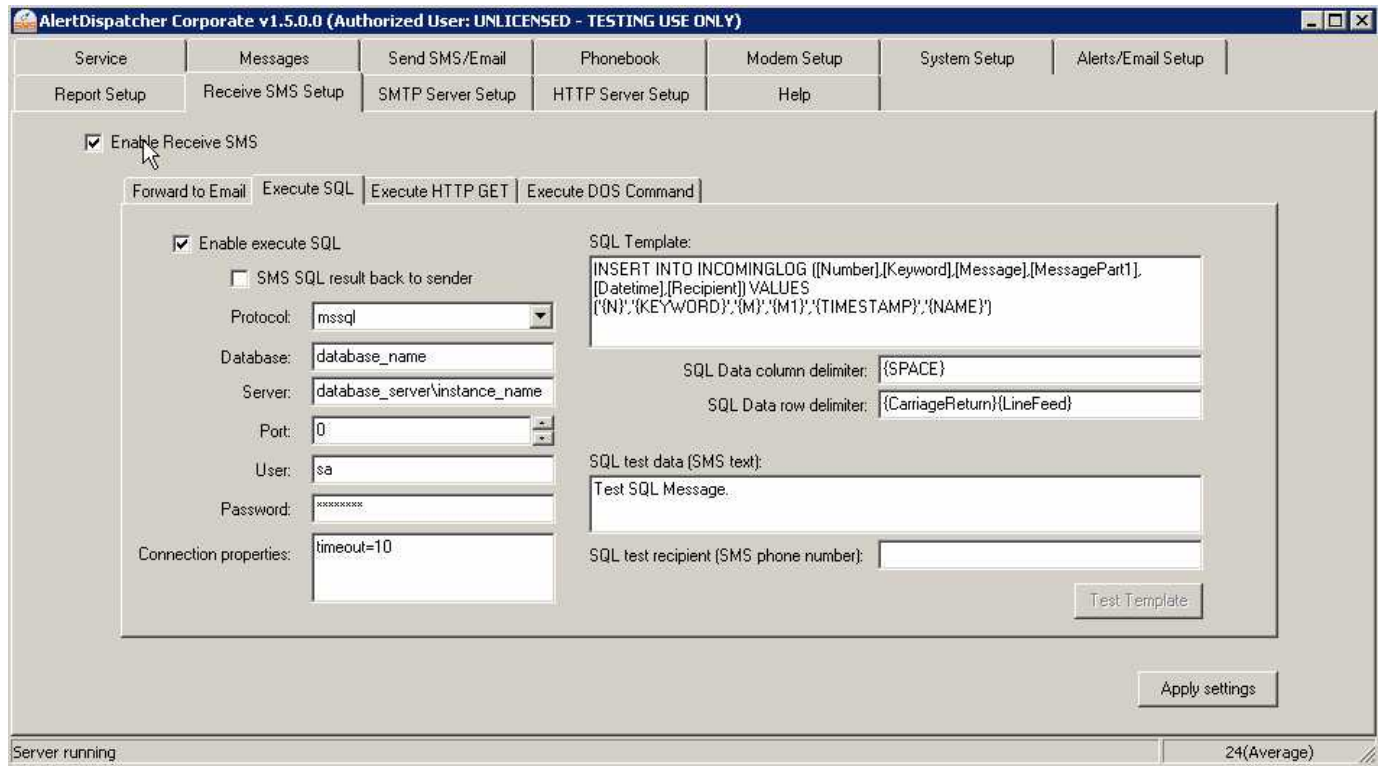 AlertDispatcher Corporate v1.5.0.0 (Authorized User: UNLICENSED - TESTING USE ONLY)
Service Messages Send SMS/Email Phonebook Modem Setup System Setup Alerts/Email Setup
Report Setup Receive SMS Setup SMTP Server Setup HTTP Server Setup Help
Enable Receive SMS
Forward to Email Execute SQL Execute HTTP GET Execute DOS Command
Enable execute SQL
SMS SQL result back to sender
Protocol: mssql
Database: database_name
Server: database_server\instance_name
Port: 0
User: sa
Password: ********
Connection properties: timeout=10
SQL Template:
INSERT INTO INCOMINGLOG ([Number],[Keyword],[Message],[MessagePart1],
[Datetime],[Recipient]) VALUES
('{N}','{KEYWORD}','{M}','{M1}','{TIMESTAMP}','{NAME}')
SQL Data column delimiter: {SPACE}
SQL Data row delimiter: {CarriageReturn}{LineFeed}
SQL test data (SMS text):
Test SQL Message.
SQL test recipient (SMS phone number):
Test Template
Apply settings
Server running 24(Average)